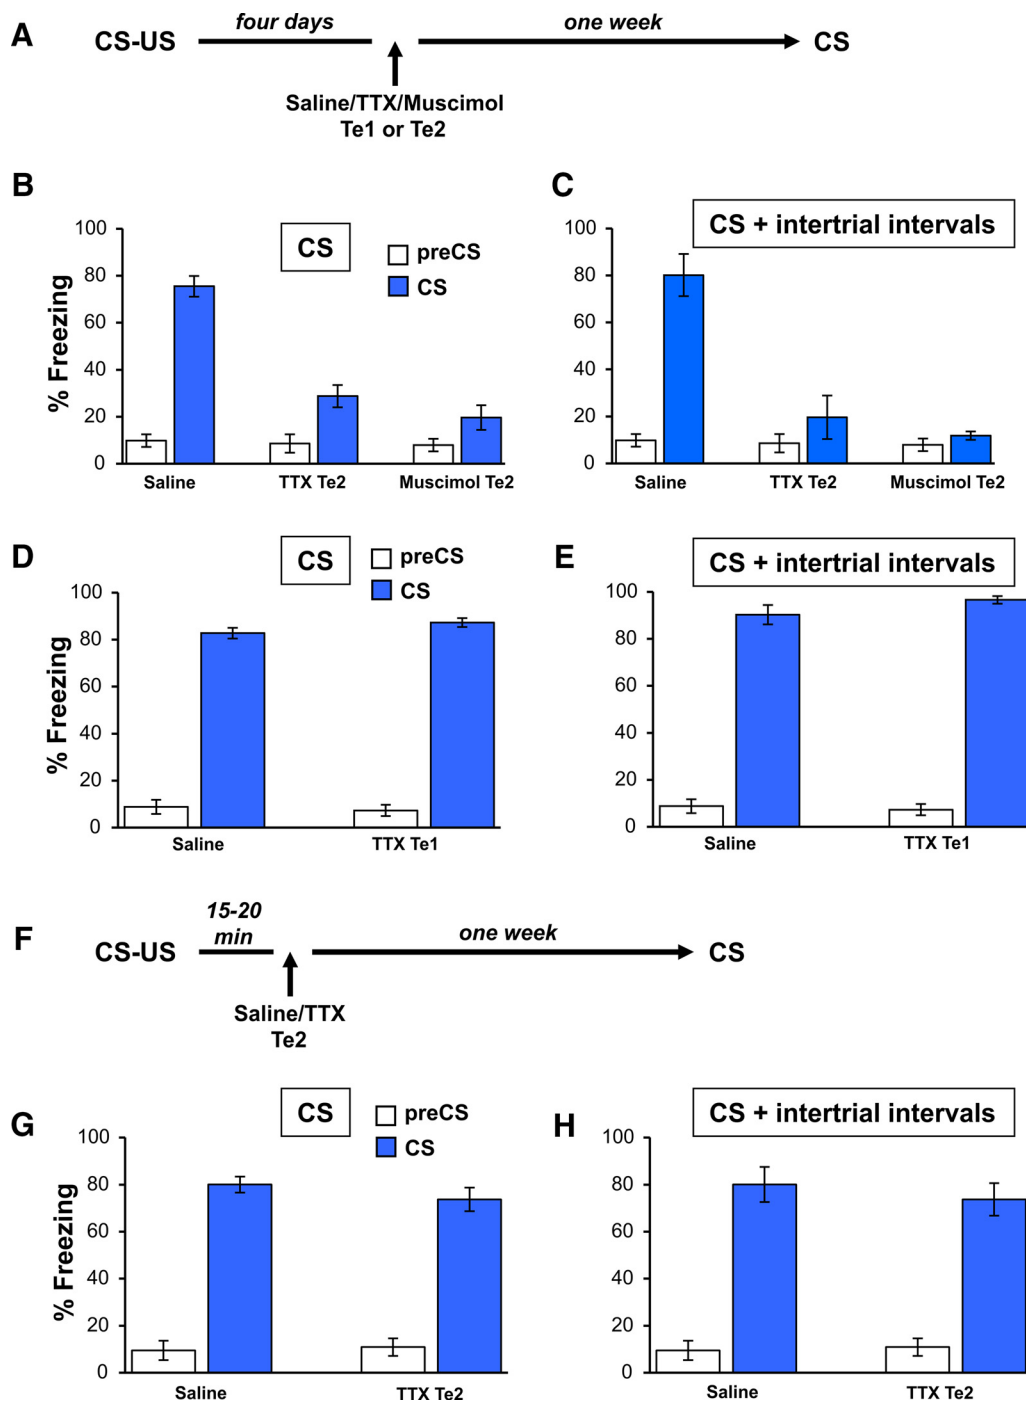 A
four days
one week
CS-US
CS
Saline/TTX/Muscimol
Te1 or Te2
B
C
CS
preCS
CS
CS + intertrial intervals
% Freezing
100
80
60
40
20
0
Saline
TTX Te2
Muscimol Te2
100
80
60
40
20
0
Saline
TTX Te2
Muscimol Te2
D
E
CS
preCS
CS
CS + intertrial intervals
% Freezing
100
80
60
40
20
0
Saline
TTX Te1
100
80
60
40
20
0
Saline
TTX Te1
F
15-20
min
one week
CS-US
CS
Saline/TTX
Te2
G
H
CS
preCS
CS
CS + intertrial intervals
% Freezing
100
80
60
40
20
0
Saline
TTX Te2
100
80
60
40
20
0
Saline
TTX Te2